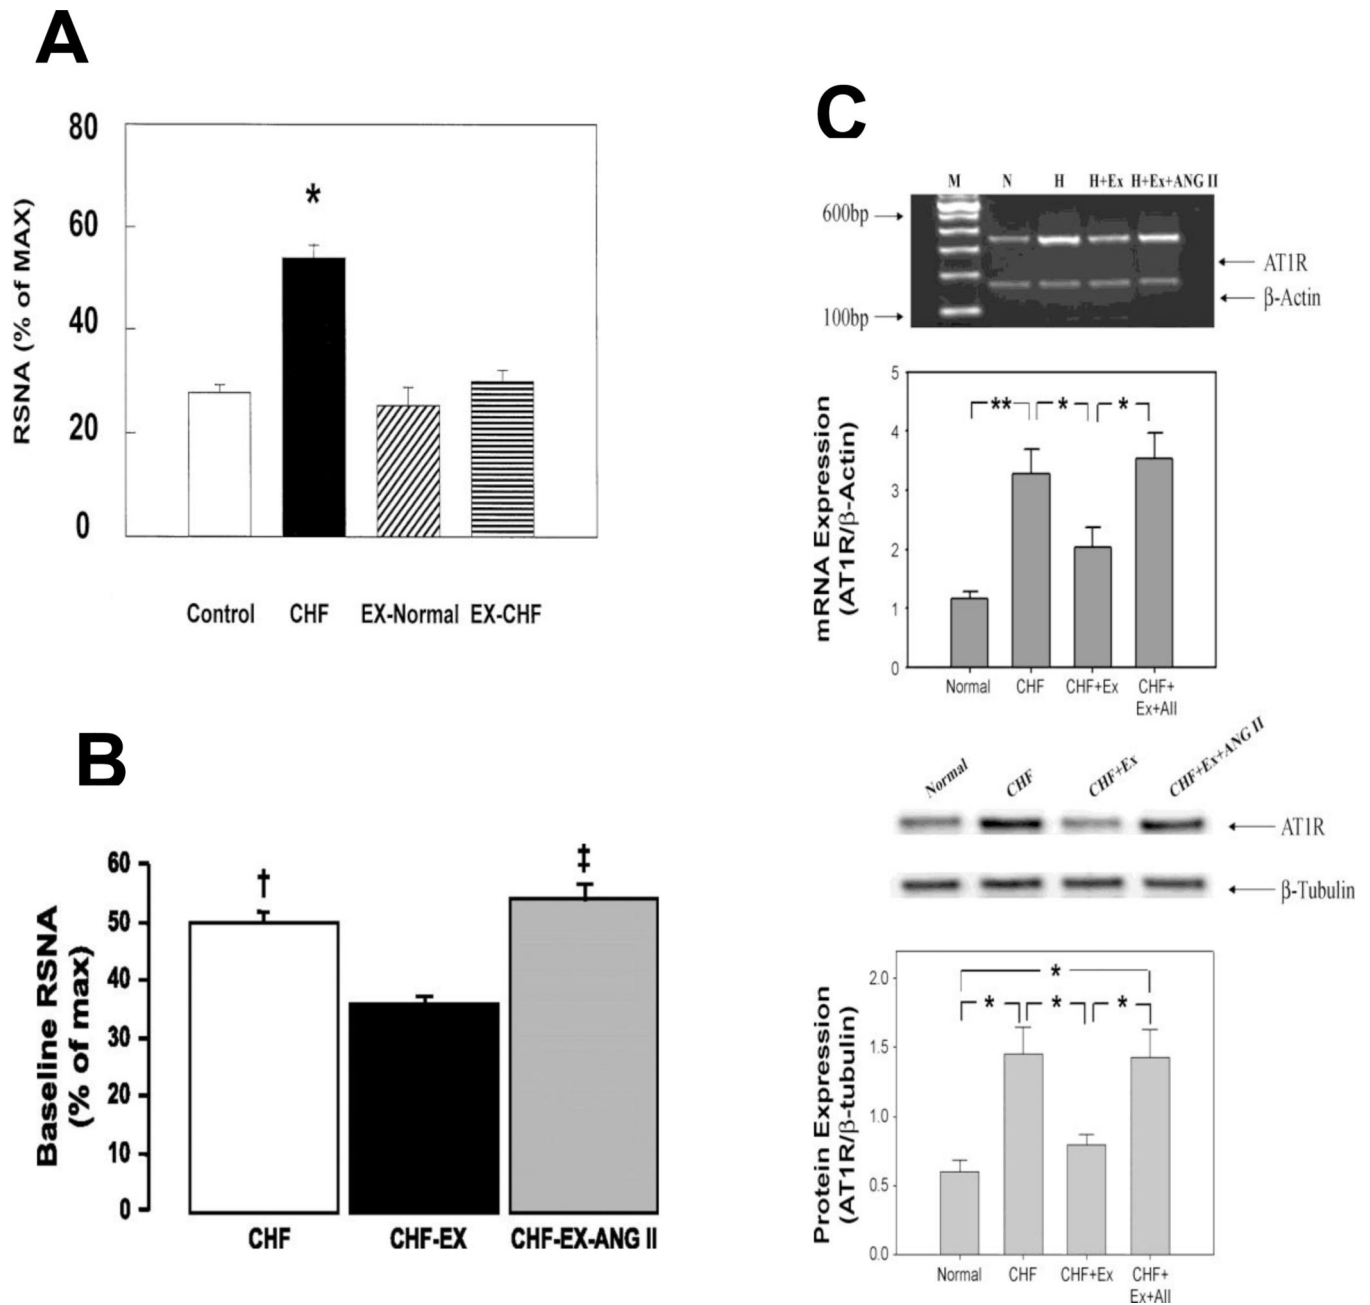 A
80
60
40
20
0
RSNA (% of MAX)
*
Control CHF EX-Normal EX-CHF
B
60
50
40
30
20
10
0
Baseline RSNA
(% of max)
†
‡
CHF CHF-EX CHF-EX-ANG II
C
M N H H+Ex H+Ex+ANG II
600bp
100bp
AT1R
β-Actin
5
4
3
2
1
0
mRNA Expression
(AT1R/β-Actin)
** * *
Normal CHF CHF+Ex CHF+
Ex+AII
Normal CHF CHF+Ex CHF+Ex+ANG II
AT1R
β-Tubulin
2.0
1.5
1.0
0.5
0.0
Protein Expression
(AT1R/β-tubulin)
*
* * *
Normal CHF CHF+Ex CHF+
Ex+AII